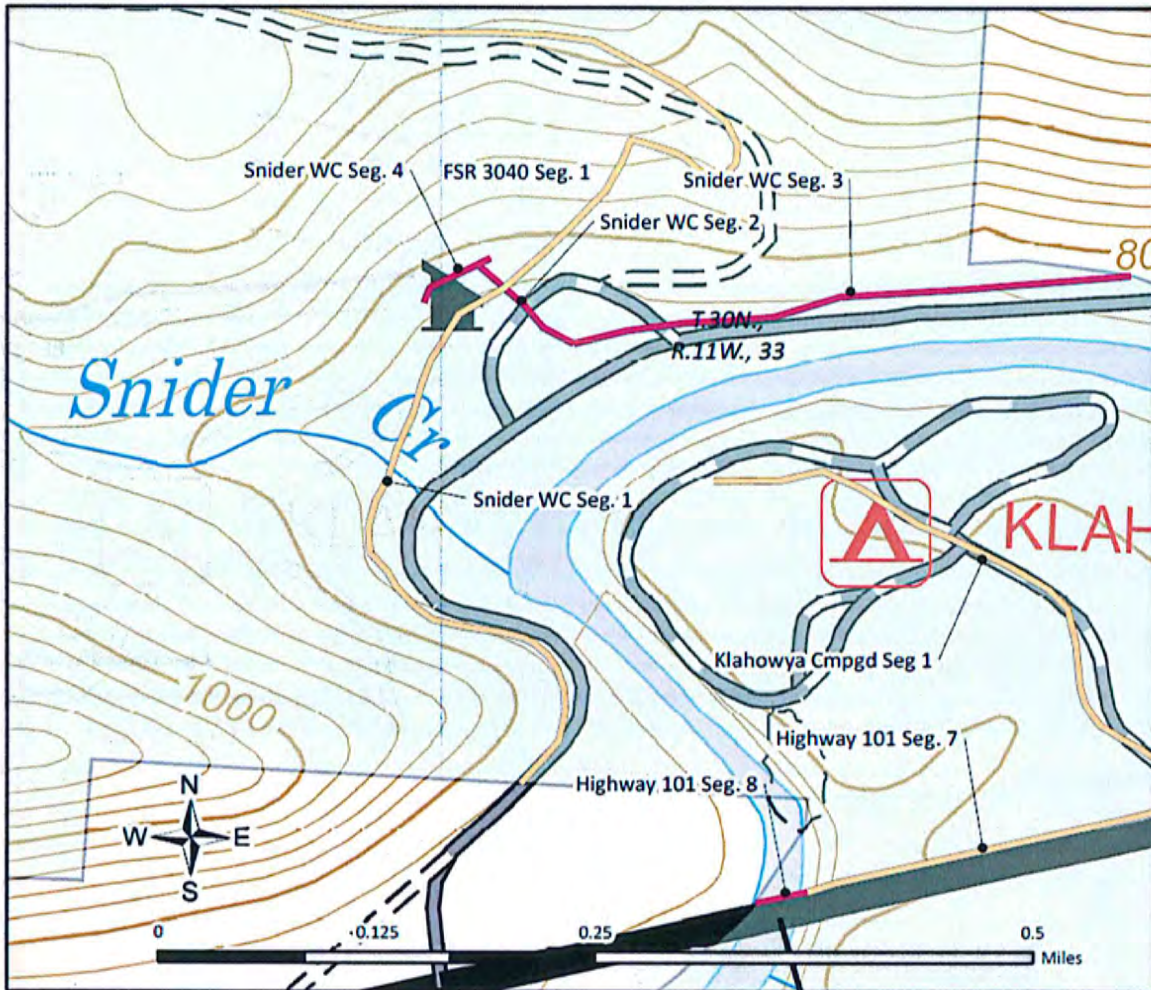 Snider WC Seg. 4
FSR 3040 Seg. 1
Snider WC Seg. 3
Snider WC Seg. 2
80
T.30N.,
R.11W., 33
Snider
Cr
Snider WC Seg. 1
KLAH
Klahowya Cmpgd Seg 1
1000
Highway 101 Seg. 7
Highway 101 Seg. 8
N
W
E
S
0
0.125
0.25
0.5
Miles